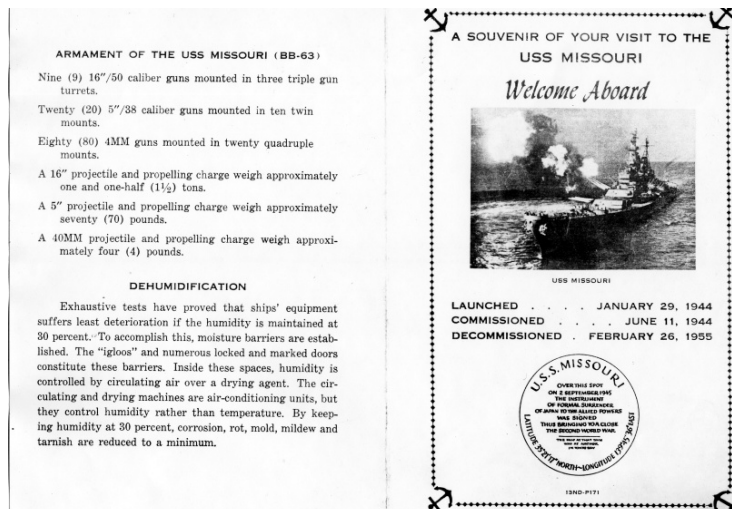 ARMAMENT OF THE USS MISSOURI (BB-63)
Nine (9) 16"/50 caliber guns mounted in three triple gun
turrets.
Twenty (20) 5"/38 caliber guns mounted in ten twin
mounts.
Eighty (80) 4MM guns mounted in twenty quadruple
mounts.
A 16" projectile and propelling charge weigh approximately
one and one-half (1½) tons.
A 5" projectile and propelling charge weigh approximately
seventy (70) pounds.
A 40MM projectile and propelling charge weigh approxi-
mately four (4) pounds.
DEHUMIDIFICATION
Exhaustive tests have proved that ships' equipment
suffers least deterioration if the humidity is maintained at
30 percent. To accomplish this, moisture barriers are estab-
lished. The "igloos" and numerous locked and marked doors
constitute these barriers. Inside these spaces, humidity is
controlled by circulating air over a drying agent. The cir-
culating and drying machines are air-conditioning units, but
they control humidity rather than temperature. By keep-
ing humidity at 30 percent, corrosion, rot, mold, mildew and
tarnish are reduced to a minimum.
A SOUVENIR OF YOUR VISIT TO THE
USS MISSOURI
Welcome Aboard
USS MISSOURI
LAUNCHED . . . . JANUARY 29, 1944
COMMISSIONED . . . . JUNE 11, 1944
DECOMMISSIONED . FEBRUARY 26, 1955
U.S.S. MISSOURI
OVER THIS SPOT
ON 2 SEPTEMBER 1945
THE INSTRUMENT
OF FORMAL SURRENDER
OF JAPAN TO THE ALLIED POWERS
WAS SIGNED
THUS BRINGING TO A CLOSE
THE SECOND WORLD WAR
LATITUDE 35° 21' 17" NORTH - LONGITUDE 139° 45' 36" EAST
13ND-P171